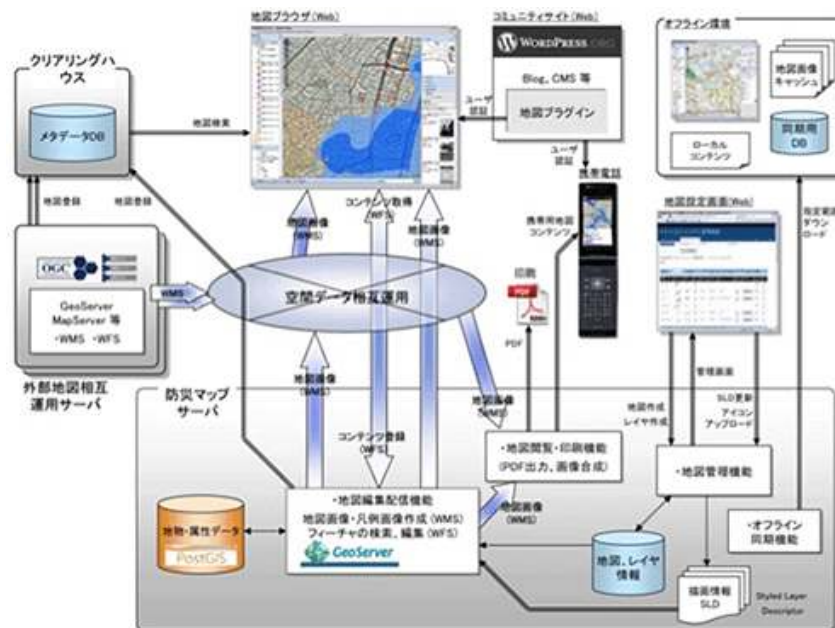 地図ブラウザ(Web)
コミュニティサイト(Web)
オフライン環境
クリアリングハ
ウス
メタデータDB
地図検索
ユーザ
認証
WORDPRESS.ORG
Blog、CMS 等
地図プラグイン
地図画像
キャッシュ
同期用
DB
ローカル
コンテンツ
ユーザ
認証
携帯電話
地図登録
地図登録
地図画像
(WMS)
コンテンツ取得
(WFS)
地図画像
(WMS)
携帯用地図
コンテンツ
地図設定画面(Web)
指定範囲
ダウン
ロード
OGC
GeoServer
MapServer 等
・WMS ・WFS
WMS
空間データ相互運用
印刷
PDF
PDF
外部地図相互
運用サーバ
防災マップ
サーバ
地図画像
(WMS)
地図画像
(WMS)
管理画面
地図作成
レイヤ作成
SLD更新
アイコン
アップロード
コンテンツ登録
(WFS)
・地図閲覧・印刷機能
(PDF出力、画像合成)
・地図管理機能
地図画像
(WMS)
・地図編集配信機能
地図画像・凡例画像作成(WMS)
フィーチャの検索、編集(WFS)
GeoServer
地物・属性データ
PostGIS
・オフライン
同期機能
地図、レイヤ
情報
描画情報
SLD
Styled Layer
Descriptor